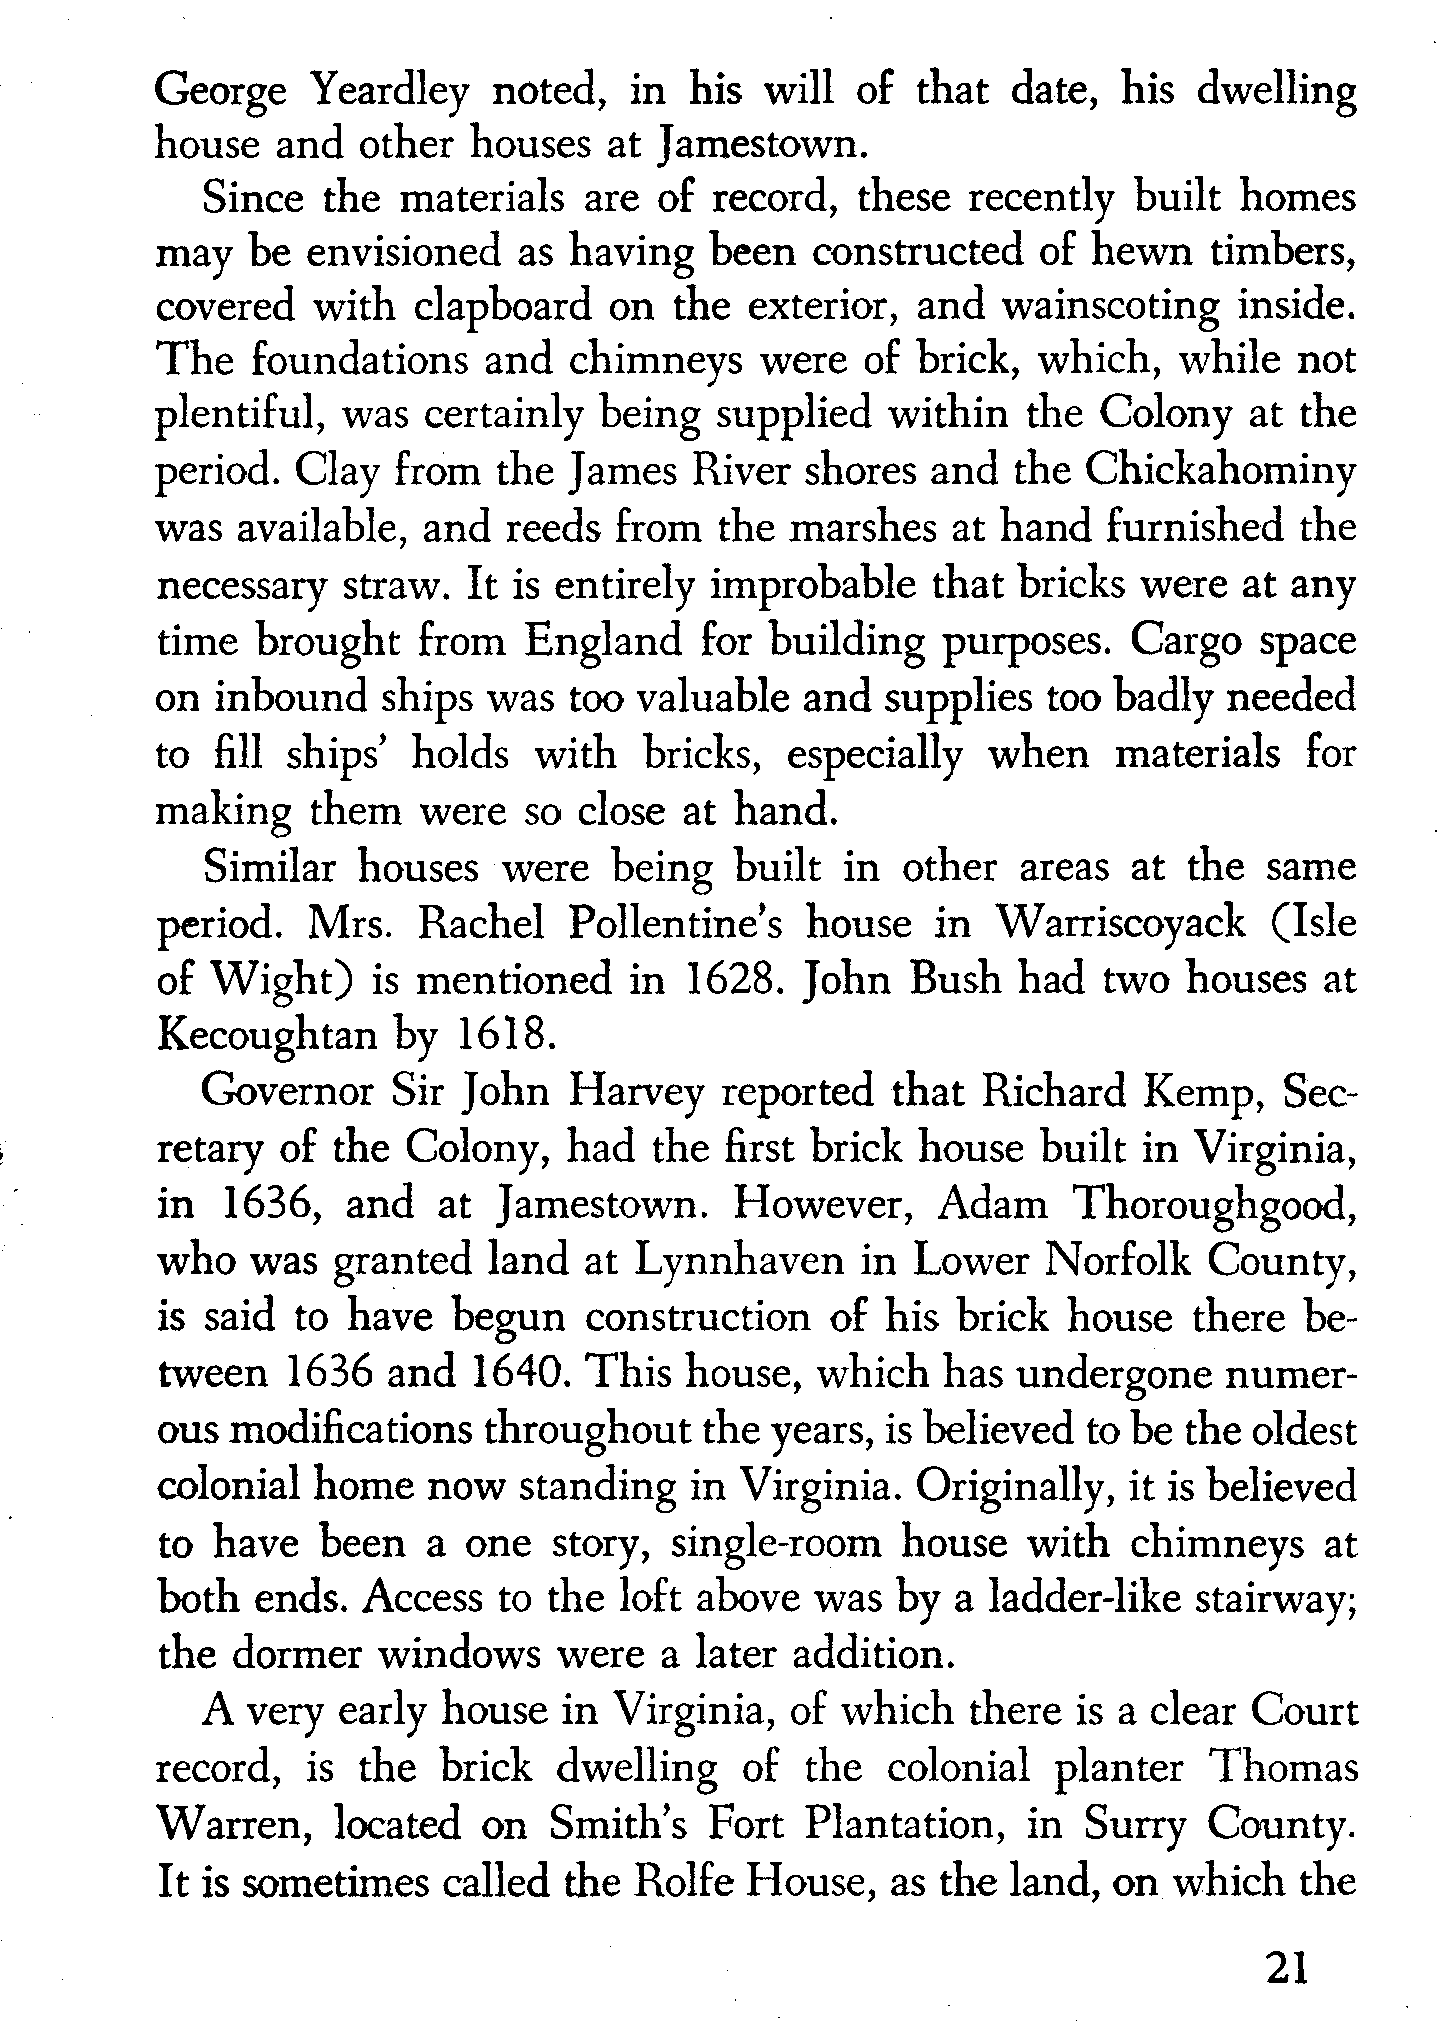 George Yeardley noted, in his will of that date, his dwelling
house and other houses at Jamestown.
Since the materials are of record, these recently built homes
may be envisioned as having been constructed of hewn timbers,
covered with clapboard on the exterior, and wainscoting inside.
The foundations and chimneys were of brick, which, while not
plentiful, was certainly being supplied within the Colony at the
period. Clay from the James River shores and the Chickahominy
was available, and reeds from the marshes at hand furnished the
necessary straw. It is entirely improbable that bricks were at any
time brought from England for building purposes. Cargo space
on inbound ships was too valuable and supplies too badly needed
to fill ships' holds with bricks, especially when materials for
making them were so close at hand.
Similar houses were being built in other areas at the same
period. Mrs. Rachel Pollentine's house in Warriscoyack (Isle
of Wight) is mentioned in 1628. John Bush had two houses at
Kecoughtan by 1618.
Governor Sir John Harvey reported that Richard Kemp, Sec-
retary of the Colony, had the first brick house built in Virginia,
in 1636, and at Jamestown. However, Adam Thoroughgood,
who was granted land at Lynnhaven in Lower Norfolk County,
is said to have begun construction of his brick house there be-
tween 1636 and 1640. This house, which has undergone numer-
ous modifications throughout the years, is believed to be the oldest
colonial home now standing in Virginia. Originally, it is believed
to have been a one story, single-room house with chimneys at
both ends. Access to the loft above was by a ladder-like stairway;
the dormer windows were a later addition.
A very early house in Virginia, of which there is a clear Court
record, is the brick dwelling of the colonial planter Thomas
Warren, located on Smith's Fort Plantation, in Surry County.
It is sometimes called the Rolfe House, as the land, on which the
21